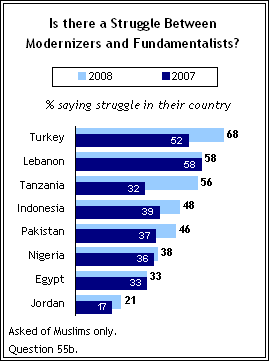 Is there a Struggle Between
Modernizers and Fundamentalists?
2008 2007
% saying struggle in their country
Turkey 52 68
Lebanon 58 58
Tanzania 32 56
Indonesia 39 48
Pakistan 37 46
Nigeria 36 38
Egypt 33 33
Jordan 17 21
Asked of Muslims only.
Question 55b.